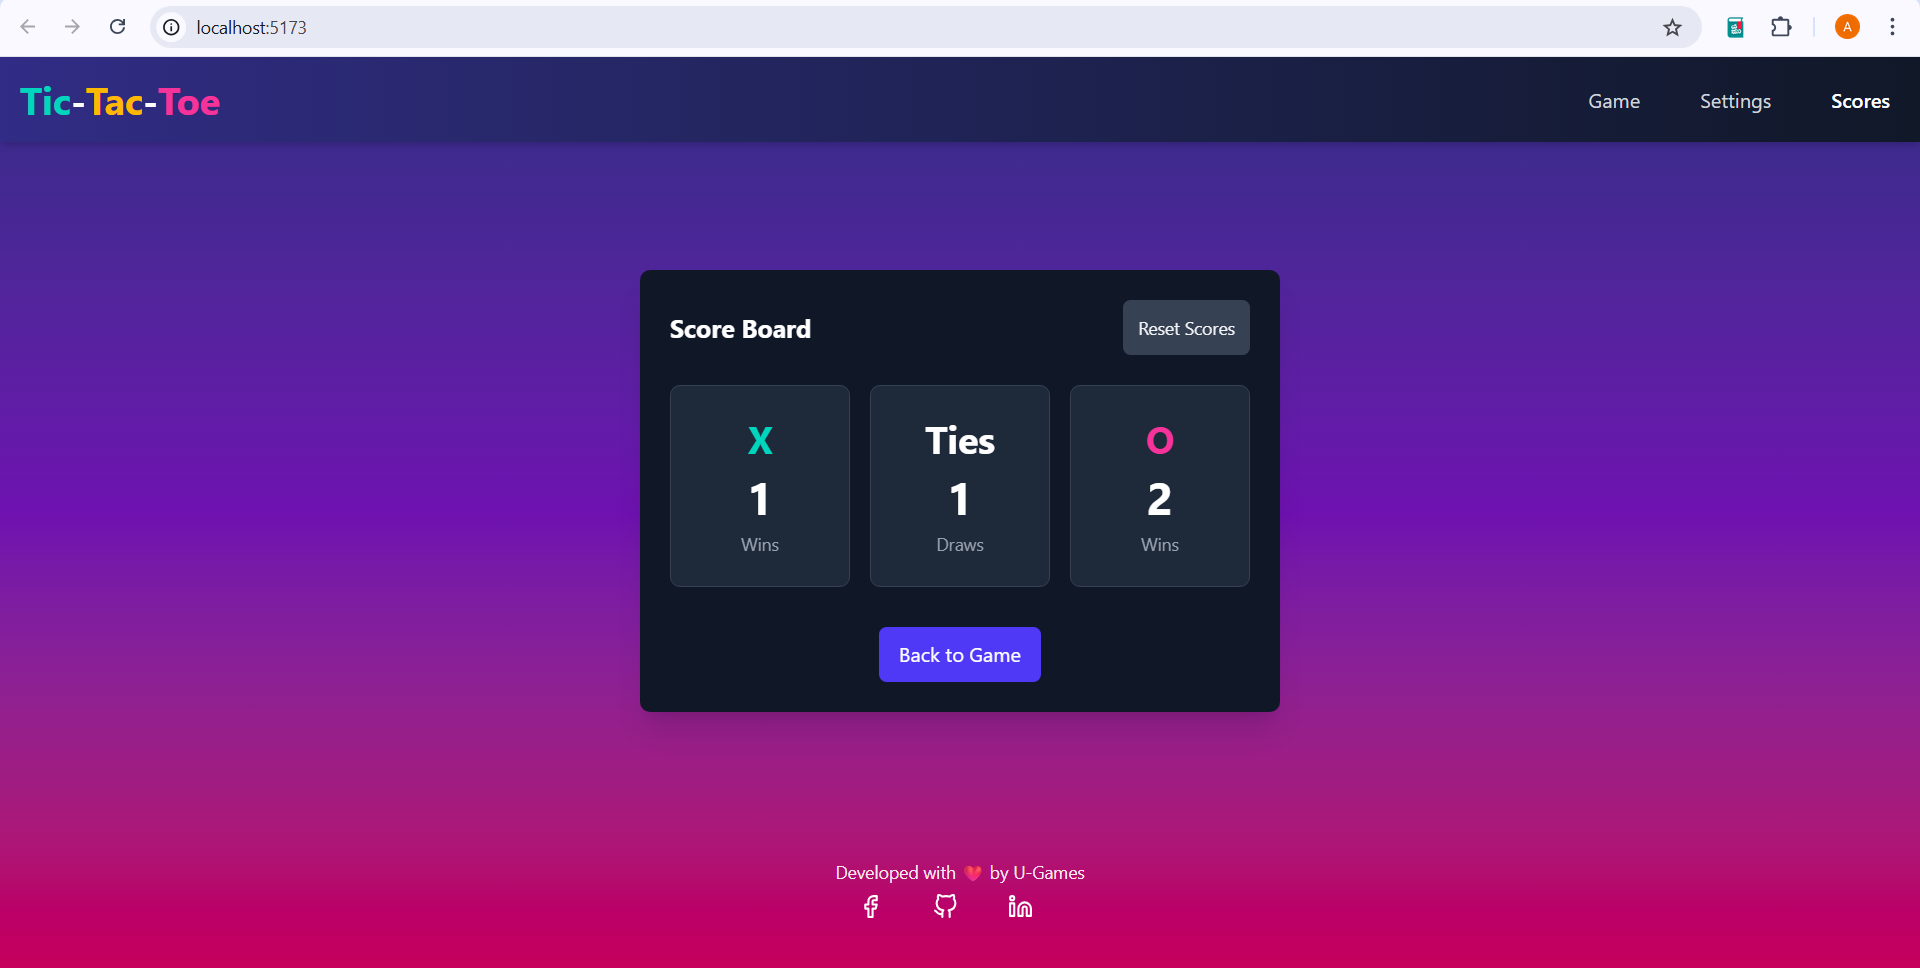 localhost:5173
A
Tic-Tac-Toe
Game Settings Scores
Score Board
Reset Scores
X Ties O
1 1 2
Wins Draws Wins
Back to Game
Developed with ❤️ by U-Games